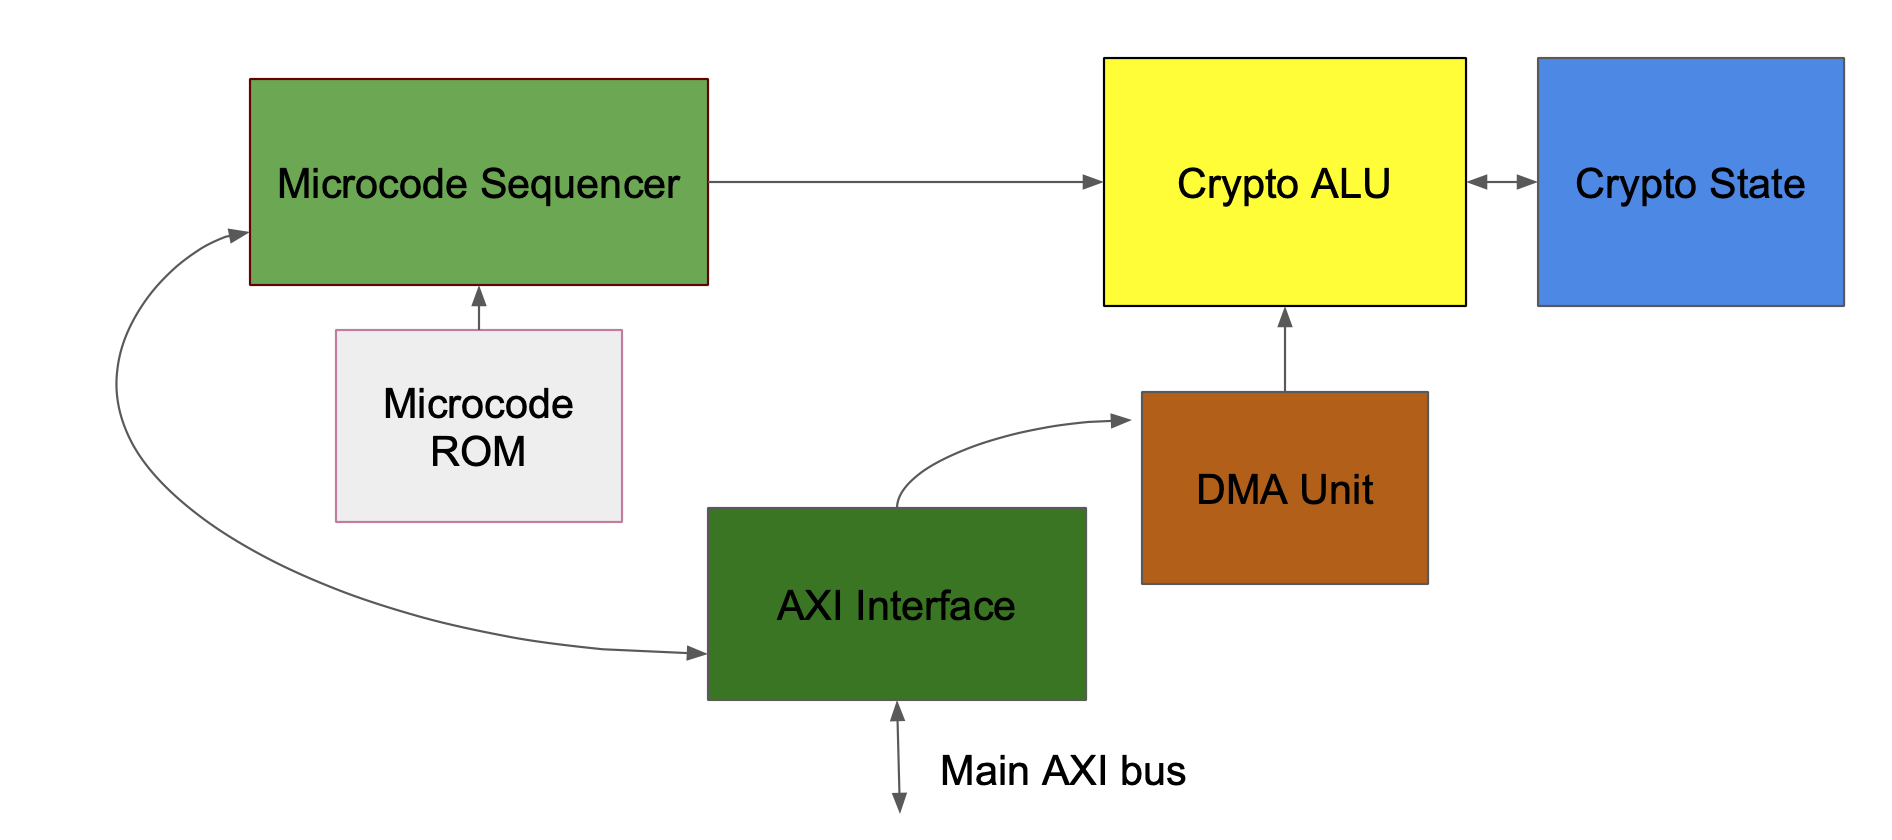 Microcode Sequencer
Crypto ALU
Crypto State
Microcode
ROM
DMA Unit
AXI Interface
Main AXI bus